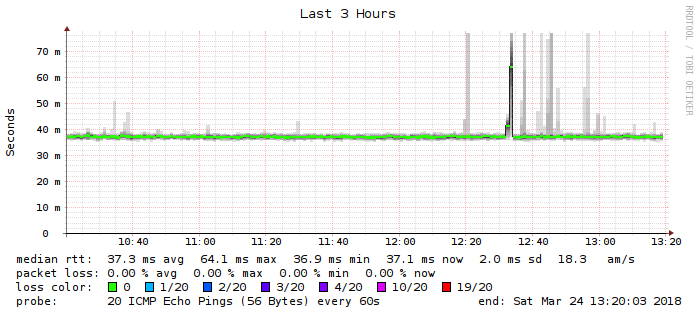 Last 3 Hours
RRDTOOL / TOBI OETIKER
Seconds
70 m
60 m
50 m
40 m
30 m
20 m
10 m
0
10:40 11:00 11:20 11:40 12:00 12:20 12:40 13:00 13:20
median rtt: 37.3 ms avg 64.1 ms max 36.9 ms min 37.1 ms now 2.0 ms sd 18.3 am/s
packet loss: 0.00 % avg 0.00 % max 0.00 % min 0.00 % now
loss color: 0 1/20 2/20 3/20 4/20 10/20 19/20
probe: 20 ICMP Echo Pings (56 Bytes) every 60s end: Sat Mar 24 13:20:03 2018